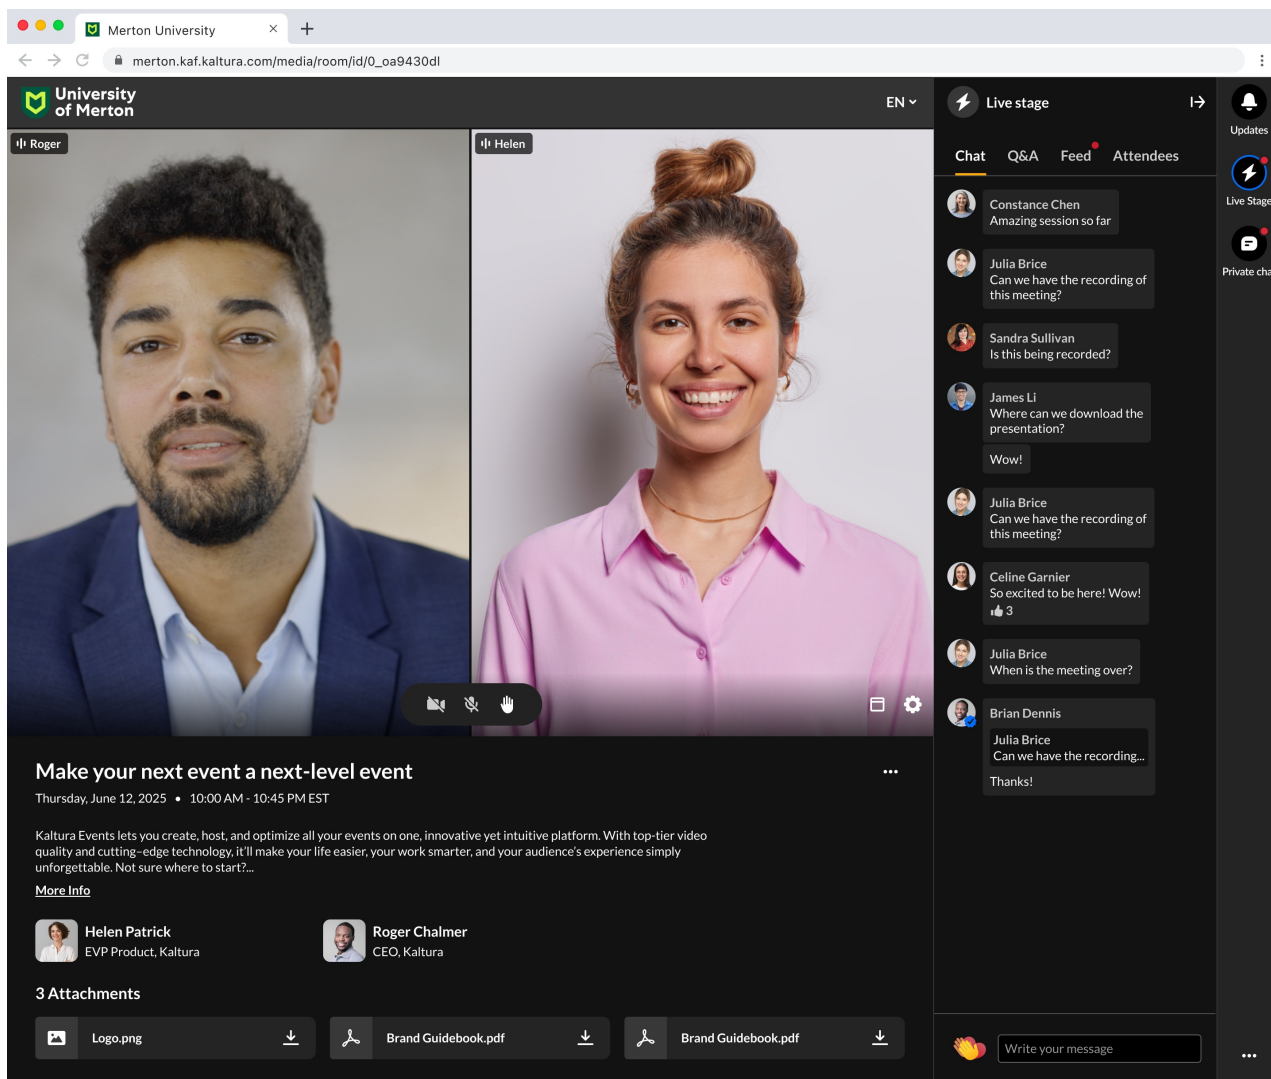 Merton University
merton.kaf.kaltura.com/media/room/id/0_oa9430dl
University
of Merton
EN
Roger
Helen
Make your next event a next-level event
Thursday, June 12, 2025 • 10:00 AM - 10:45 PM EST
Kaltura Events lets you create, host, and optimize all your events on one, innovative yet intuitive platform. With top-tier video
quality and cutting–edge technology, it’ll make your life easier, your work smarter, and your audience’s experience simply
unforgettable. Not sure where to start?...
More Info
Helen Patrick
EVP Product, Kaltura
Roger Chalmer
CEO, Kaltura
3 Attachments
Logo.png
Brand Guidebook.pdf
Brand Guidebook.pdf
Live stage
Chat Q&A Feed Attendees
Constance Chen
Amazing session so far
Julia Brice
Can we have the recording of
this meeting?
Sandra Sullivan
Is this being recorded?
James Li
Where can we download the
presentation?
Wow!
Julia Brice
Can we have the recording of
this meeting?
Celine Garnier
So excited to be here! Wow!
3
Julia Brice
When is the meeting over?
Brian Dennis
Julia Brice
Can we have the recording...
Thanks!
Write your message
Updates
Live Stage
Private cha